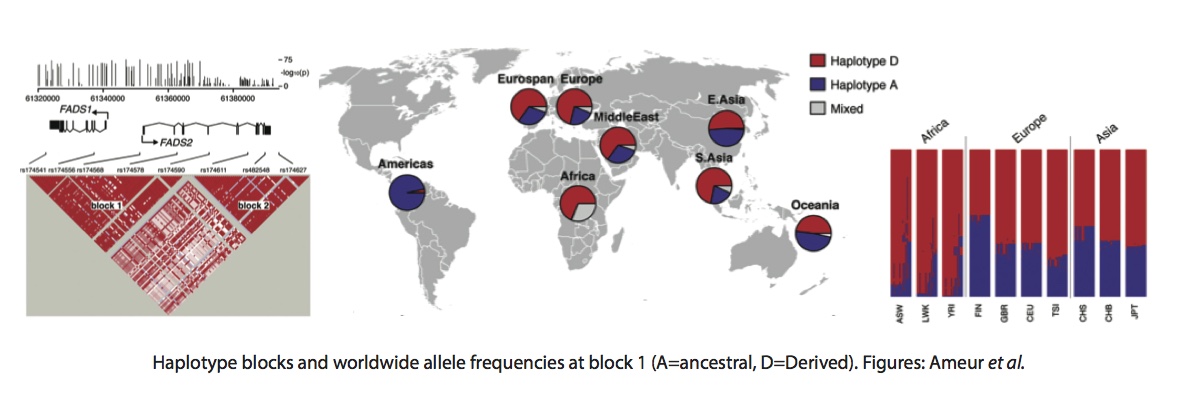 75
-log10(p)
0
61320000 61340000 61360000 61380000
FADS1
FADS2
rs174541 rs174556 rs174568 rs174578 rs174590 rs174611 rs482548 rs174627
block 1
block 2
Eurospan Europe
MiddleEast
E.Asia
S.Asia
Americas
Africa
Oceania
Haplotype D
Haplotype A
Mixed
Africa Europe Asia
ASW LWK YRI FIN GBR CEU TSI CHS CHB JPT
Haplotype blocks and worldwide allele frequencies at block 1 (A=ancestral, D=Derived). Figures: Ameur et al.